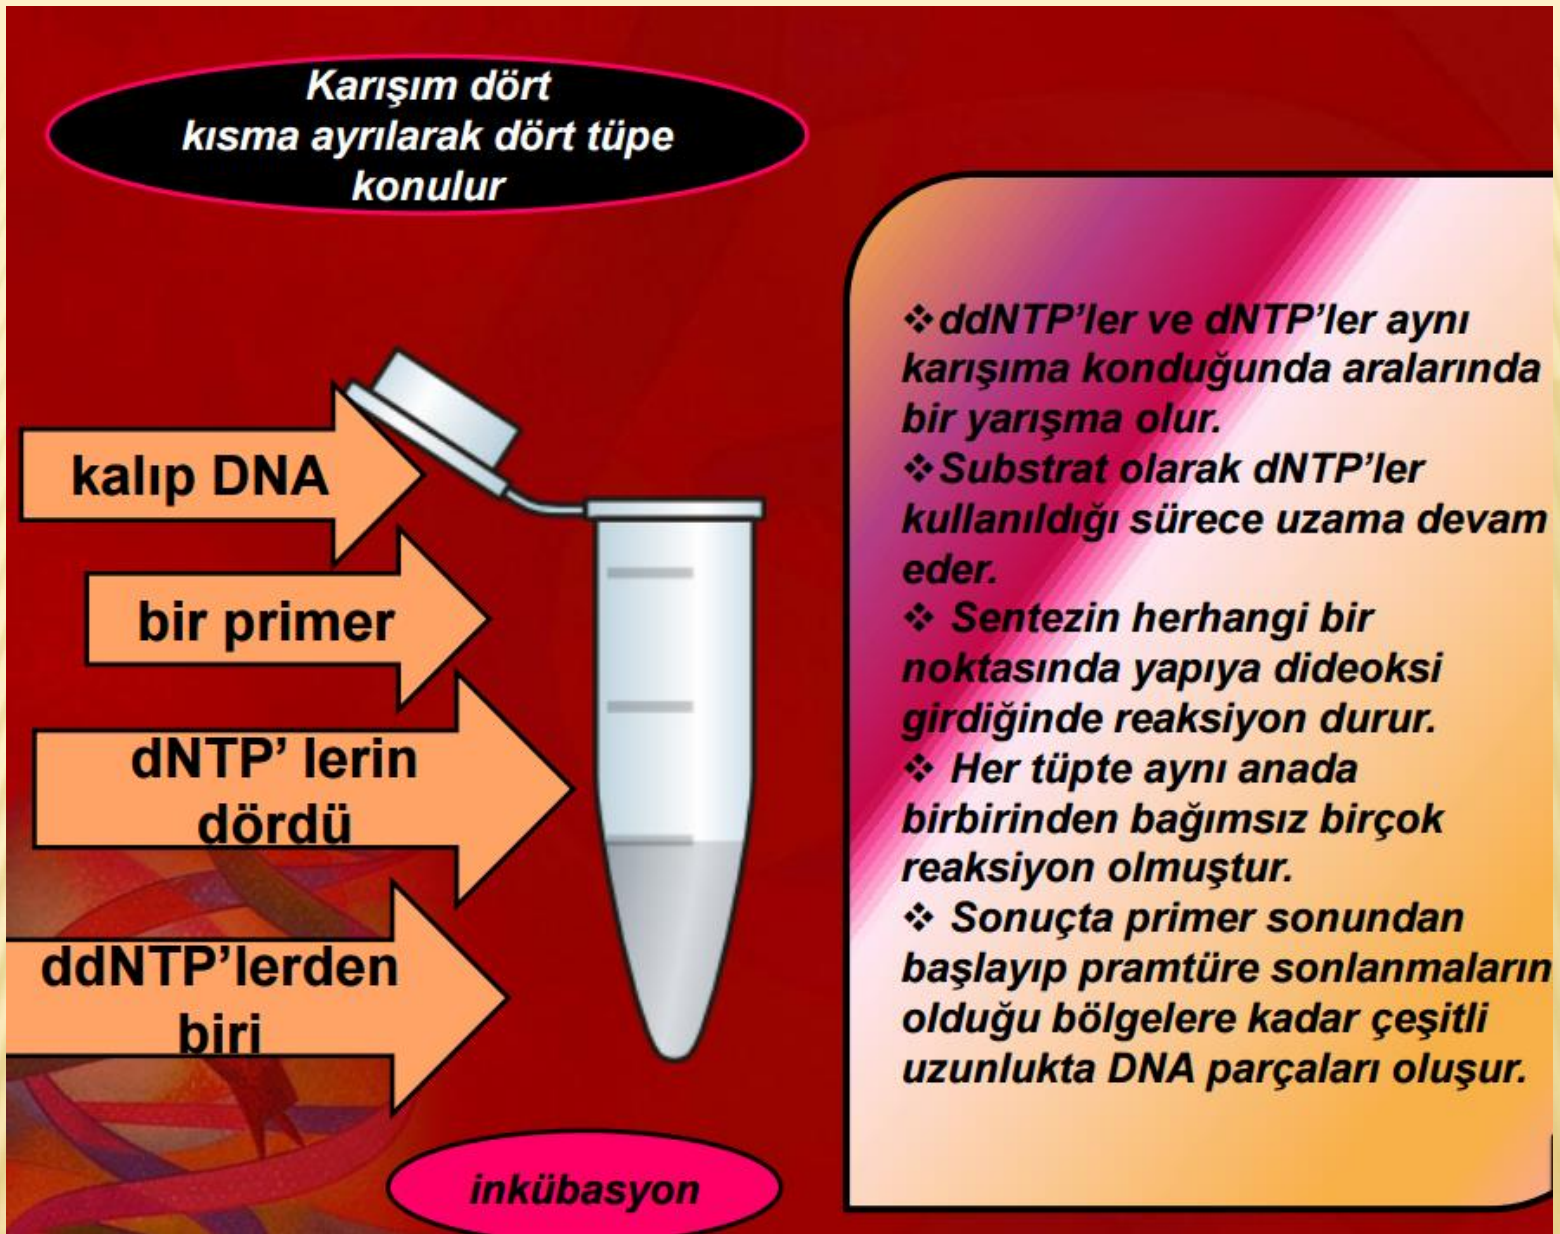 Karışım dört
kısma ayrılarak dört tüpe
konulur
kalıp DNA
bir primer
dNTP’ lerin
dördü
ddNTP’lerden
biri
inkübasyon
❖ddNTP’ler ve dNTP’ler aynı
karışıma konduğunda aralarında
bir yarışma olur.
❖Substrat olarak dNTP’ler
kullanıldığı sürece uzama devam
eder.
❖ Sentezin herhangi bir
noktasında yapıya dideoksi
girdiğinde reaksiyon durur.
❖ Her tüpte aynı anada
birbirinden bağımsız birçok
reaksiyon olmuştur.
❖ Sonuçta primer sonundan
başlayıp pramtüre sonlanmaların
olduğu bölgelere kadar çeşitli
uzunlukta DNA parçaları oluşur.